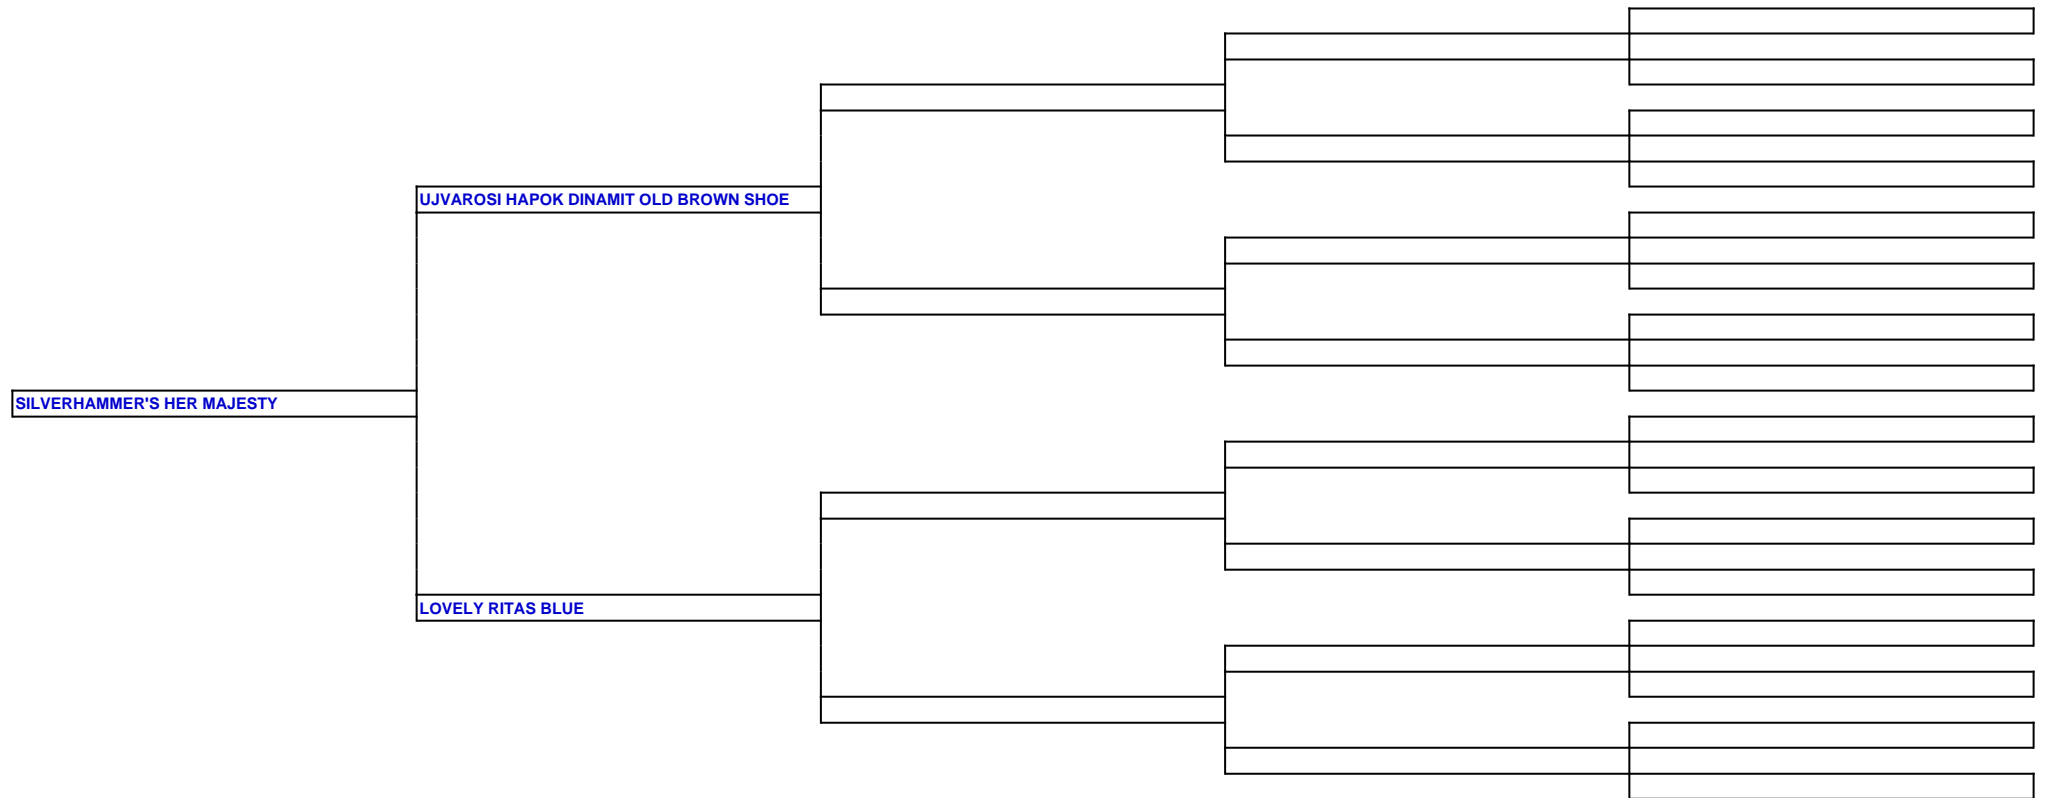 UJVAROSI HAPOK DINAMIT OLD BROWN SHOE
SILVERHAMMER'S HER MAJESTY
LOVELY RITAS BLUE